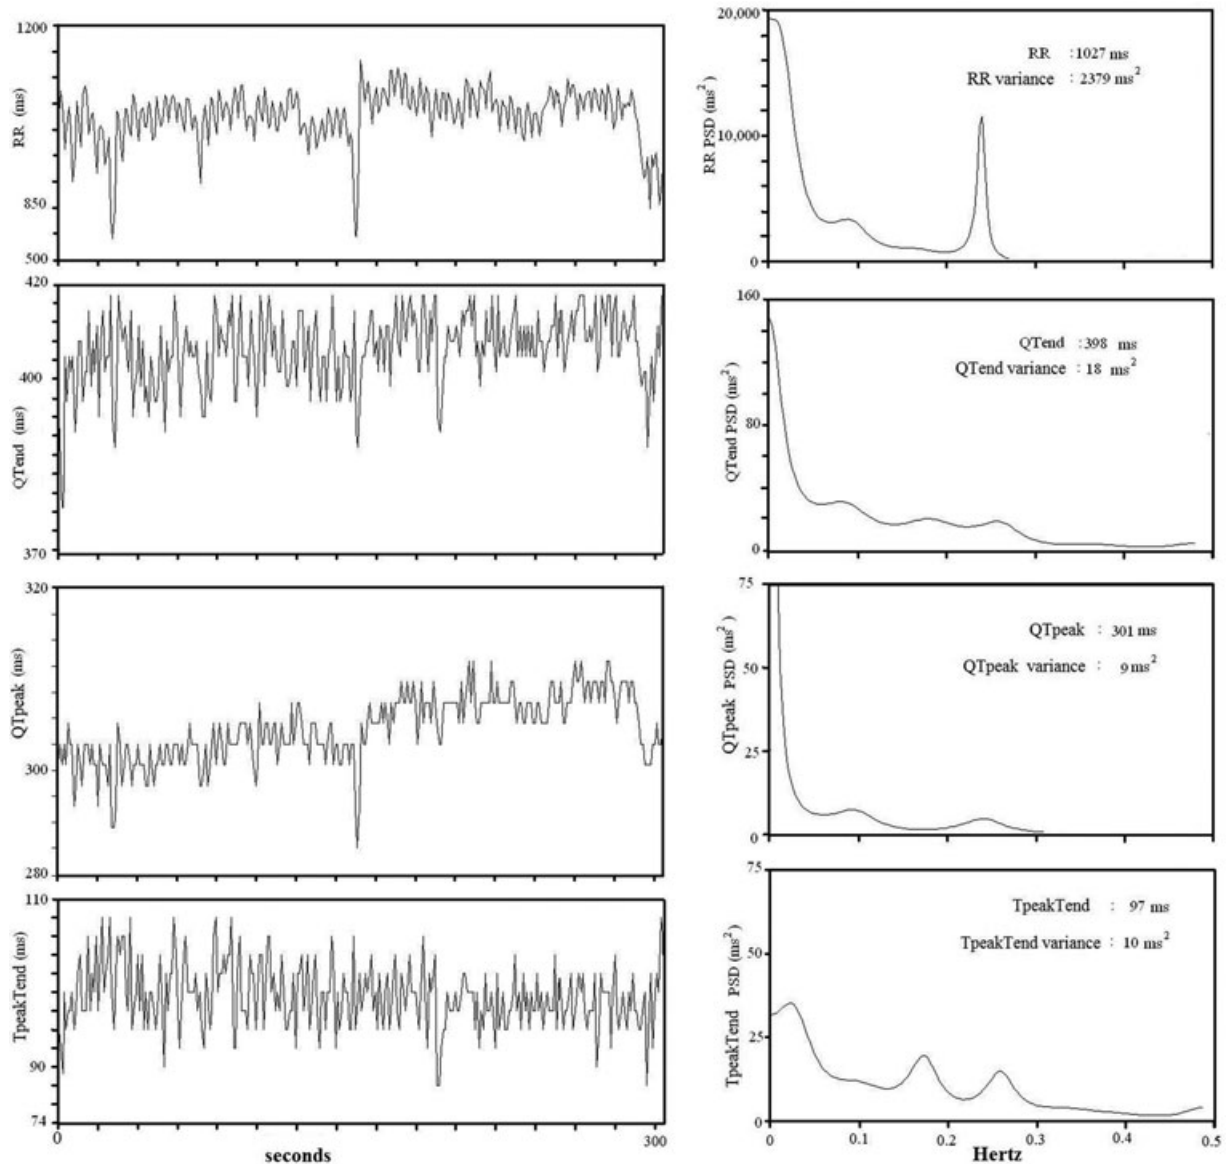 1200
RR (ms)
850
500
420
400
QTend (ms)
370
320
QTpeak (ms)
300
280
110
TpeakTend (ms)
90
74
0
300
seconds
20,000
RR PSD (ms²)
10,000
0
RR :1027 ms
RR variance : 2379 ms²
160
QTend PSD (ms²)
80
0
QTend :398 ms
QTend variance : 18 ms²
75
QTpeak PSD (ms²)
50
25
0
QTpeak : 301 ms
QTpeak variance : 9 ms²
75
TpeakTend PSD (ms²)
50
25
0
TpeakTend : 97 ms
TpeakTend variance : 10 ms²
0 0.1 0.2 0.3 0.4 0.5
Hertz